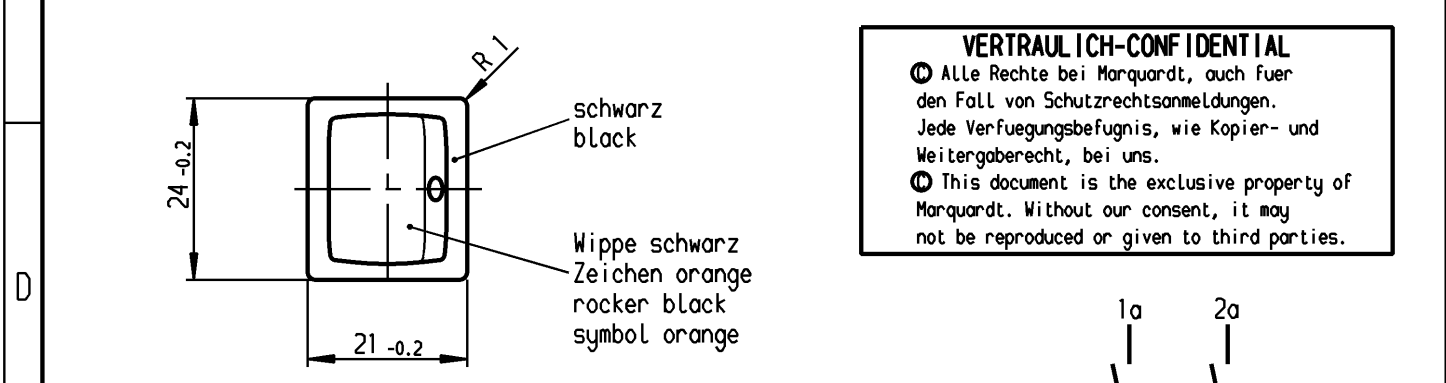 R 1
schwarz
black
24 -0.2
Wippe schwarz
Zeichen orange
rocker black
symbol orange
21 -0.2
D
VERTRAULICH-CONFIDENTIAL
© Alle Rechte bei Marquardt, auch fuer
den Fall von Schutzrechtsanmeldungen.
Jede Verfuegungsbefugnis, wie Kopier- und
Weitergaberecht, bei uns.
© This document is the exclusive property of
Marquardt. Without our consent, it may
not be reproduced or given to third parties.
1a 2a